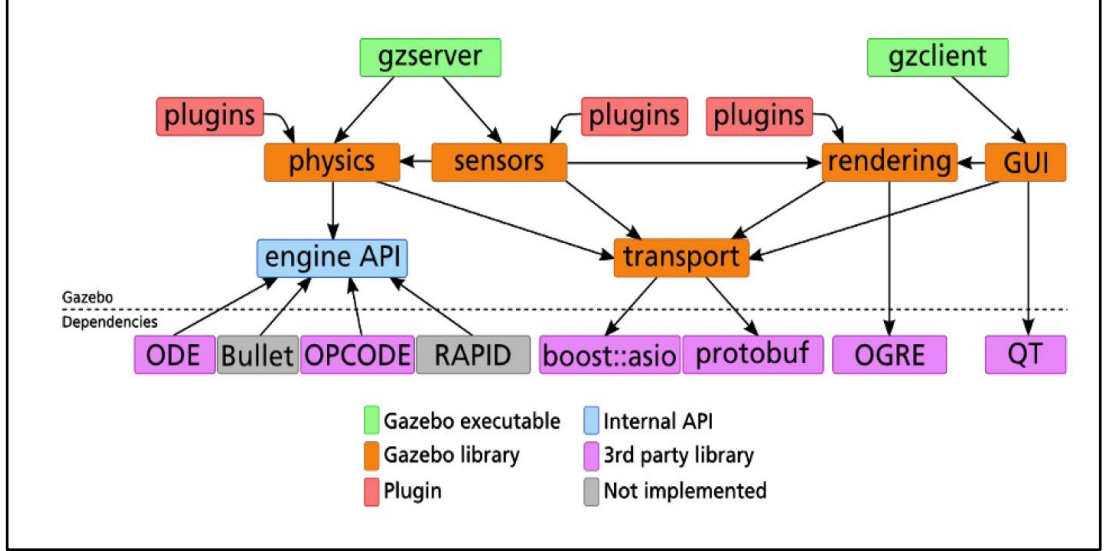 gzserver
gzclient
plugins
plugins
plugins
physics
sensors
rendering
GUI
engine API
transport
Gazebo
Dependencies
ODE
Bullet
OPCODE
RAPID
boost::asio
protobuf
OGRE
QT
Gazebo executable
Internal API
Gazebo library
3rd party library
Plugin
Not implemented